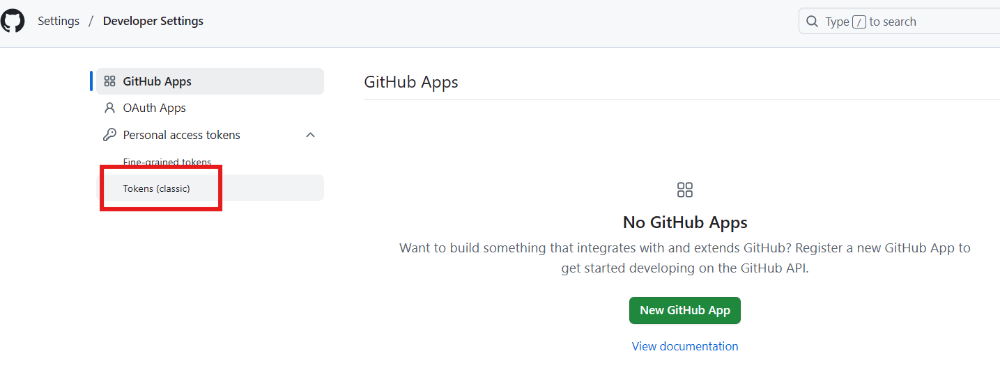 Settings / Developer Settings
Type / to search
GitHub Apps
OAuth Apps
Personal access tokens
Fine-grained tokens
Tokens (classic)
GitHub Apps
No GitHub Apps
Want to build something that integrates with and extends GitHub? Register a new GitHub App to
get started developing on the GitHub API.
New GitHub App
View documentation